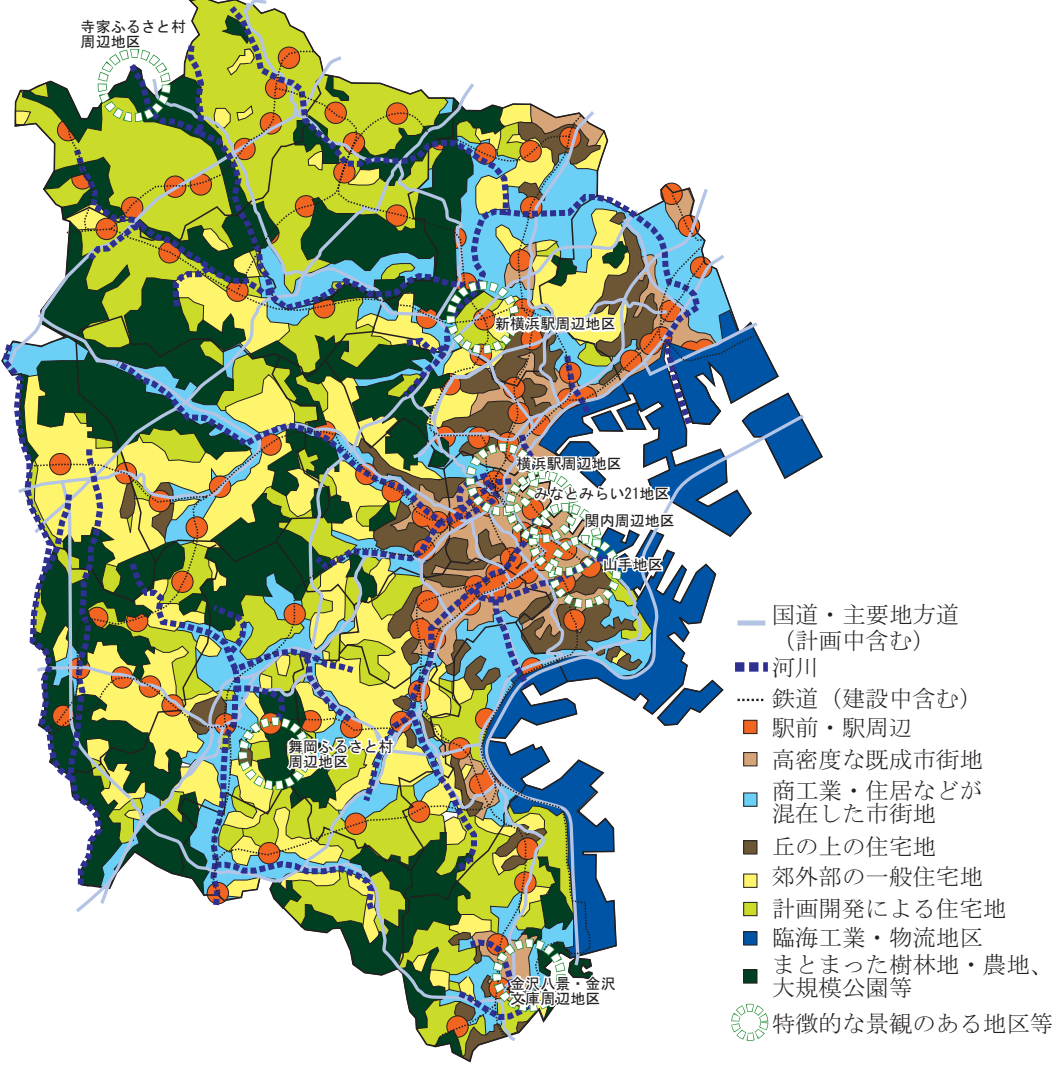 寺家ふるさと村
周辺地区
新横浜駅周辺地区
横浜駅周辺地区
みなとみらい21地区
関内周辺地区
山手地区
舞岡ふるさと村
周辺地区
金沢八景・金沢
文庫周辺地区
国道・主要地方道
（計画中含む）
河川
鉄道（建設中含む）
駅前・駅周辺
高密度な既成市街地
商工業・住居などが
混在した市街地
丘の上の住宅地
郊外部の一般住宅地
計画開発による住宅地
臨海工業・物流地区
まとまった樹林地・農地、
大規模公園等
特徴的な景観のある地区等